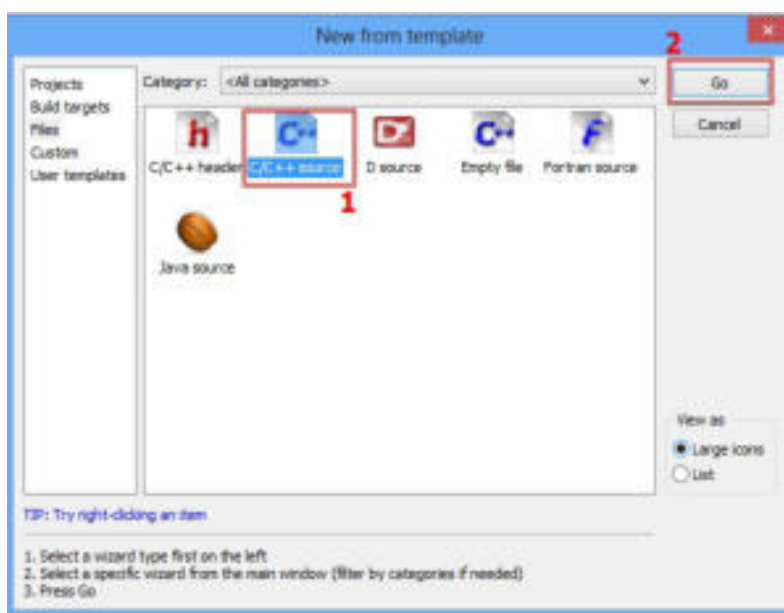 New from template
2
Projects
Build targets
Files
Custom
User templates
Category: <All categories>
Go
Cancel
C/C++ header
C/C++ source
D source
Empty file
Fortran source
1
Java source
View as
Large icons
List
TIP: Try right-clicking an item
1. Select a wizard type first on the left
2. Select a specific wizard from the main window (filter by categories if needed)
3. Press Go